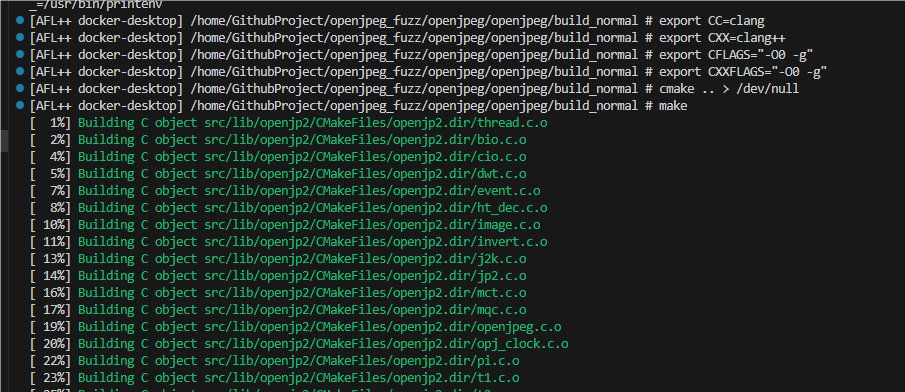 _=/usr/bin/printenv
[AFL++ docker-desktop] /home/GithubProject/openjpeg_fuzz/openjpeg/openjpeg/build_normal # export CC=clang
[AFL++ docker-desktop] /home/GithubProject/openjpeg_fuzz/openjpeg/openjpeg/build_normal # export CXX=clang++
[AFL++ docker-desktop] /home/GithubProject/openjpeg_fuzz/openjpeg/openjpeg/build_normal # export CFLAGS="-O0 -g"
[AFL++ docker-desktop] /home/GithubProject/openjpeg_fuzz/openjpeg/openjpeg/build_normal # export CXXFLAGS="-O0 -g"
[AFL++ docker-desktop] /home/GithubProject/openjpeg_fuzz/openjpeg/openjpeg/build_normal # cmake .. > /dev/null
[AFL++ docker-desktop] /home/GithubProject/openjpeg_fuzz/openjpeg/openjpeg/build_normal # make
[  1%] Building C object src/lib/openjp2/CMakeFiles/openjp2.dir/thread.c.o
[  2%] Building C object src/lib/openjp2/CMakeFiles/openjp2.dir/bio.c.o
[  4%] Building C object src/lib/openjp2/CMakeFiles/openjp2.dir/cio.c.o
[  5%] Building C object src/lib/openjp2/CMakeFiles/openjp2.dir/dwt.c.o
[  7%] Building C object src/lib/openjp2/CMakeFiles/openjp2.dir/event.c.o
[  8%] Building C object src/lib/openjp2/CMakeFiles/openjp2.dir/ht_dec.c.o
[ 10%] Building C object src/lib/openjp2/CMakeFiles/openjp2.dir/image.c.o
[ 11%] Building C object src/lib/openjp2/CMakeFiles/openjp2.dir/invert.c.o
[ 13%] Building C object src/lib/openjp2/CMakeFiles/openjp2.dir/j2k.c.o
[ 14%] Building C object src/lib/openjp2/CMakeFiles/openjp2.dir/jp2.c.o
[ 16%] Building C object src/lib/openjp2/CMakeFiles/openjp2.dir/mct.c.o
[ 17%] Building C object src/lib/openjp2/CMakeFiles/openjp2.dir/mqc.c.o
[ 19%] Building C object src/lib/openjp2/CMakeFiles/openjp2.dir/openjpeg.c.o
[ 20%] Building C object src/lib/openjp2/CMakeFiles/openjp2.dir/opj_clock.c.o
[ 22%] Building C object src/lib/openjp2/CMakeFiles/openjp2.dir/pi.c.o
[ 23%] Building C object src/lib/openjp2/CMakeFiles/openjp2.dir/t1.c.o